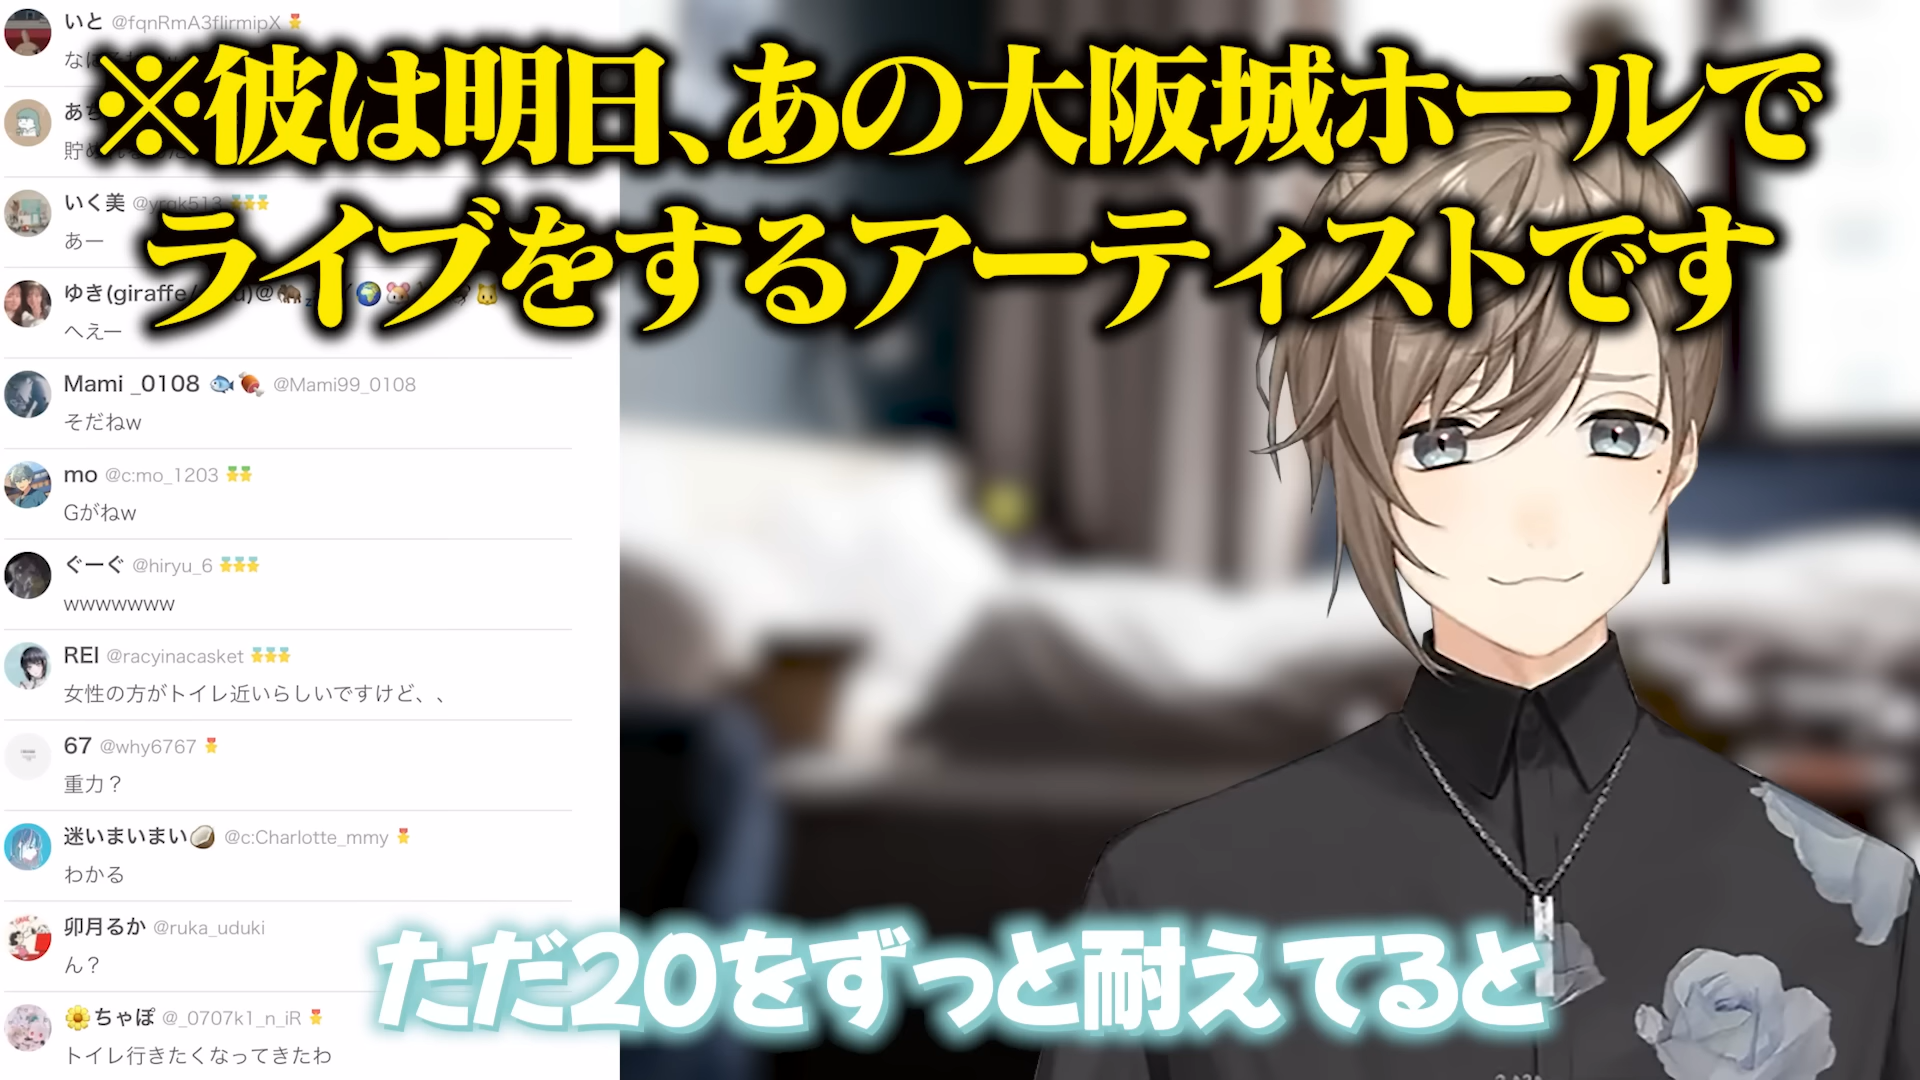 ※彼は明日、あの大阪城ホールで
ライブをするアーティストです
いと @fqnRmA3flirmipX
いく美 @yrqk513
あー
ゆき(giraffe/
へえー
Mami _0108 @Mami99_0108
そだねw
mo @c:mo_1203
Gがねw
ぐーぐ @hiryu_6
wwwwwww
REI @racyinacasket
女性の方がトイレ近いらしいですけど、、
67 @why6767
重力？
迷いまいまい @c:Charlotte_mmy
わかる
卯月るか @ruka_uduki
ん？
ちゃぽ @_0707k1_n_iR
トイレ行きたくなってきたわ
ただ20をずっと耐えてると